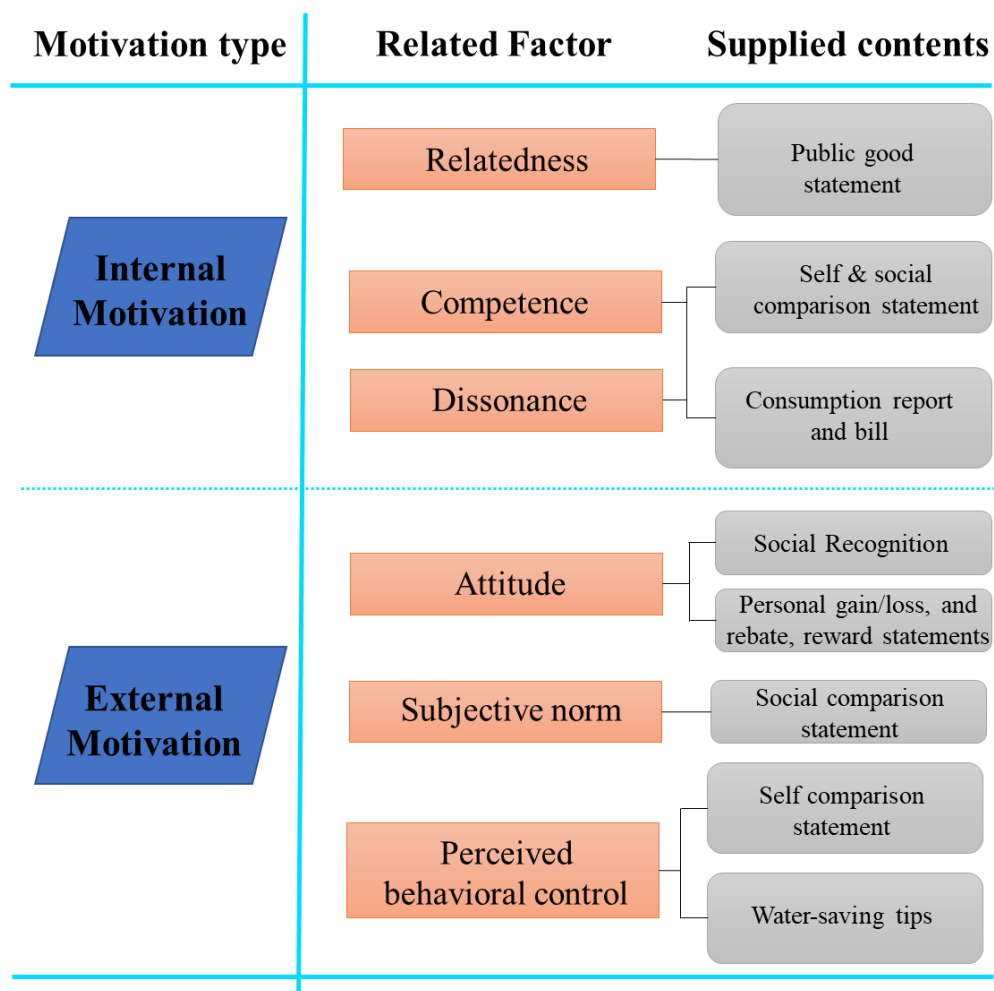 Motivation type
Related Factor
Supplied contents
Internal
Motivation
Relatedness
Public good
statement
Competence
Self & social
comparison statement
Dissonance
Consumption report
and bill
External
Motivation
Attitude
Social Recognition
Personal gain/loss, and
rebate, reward statements
Subjective norm
Social comparison
statement
Perceived
behavioral control
Self comparison
statement
Water-saving tips